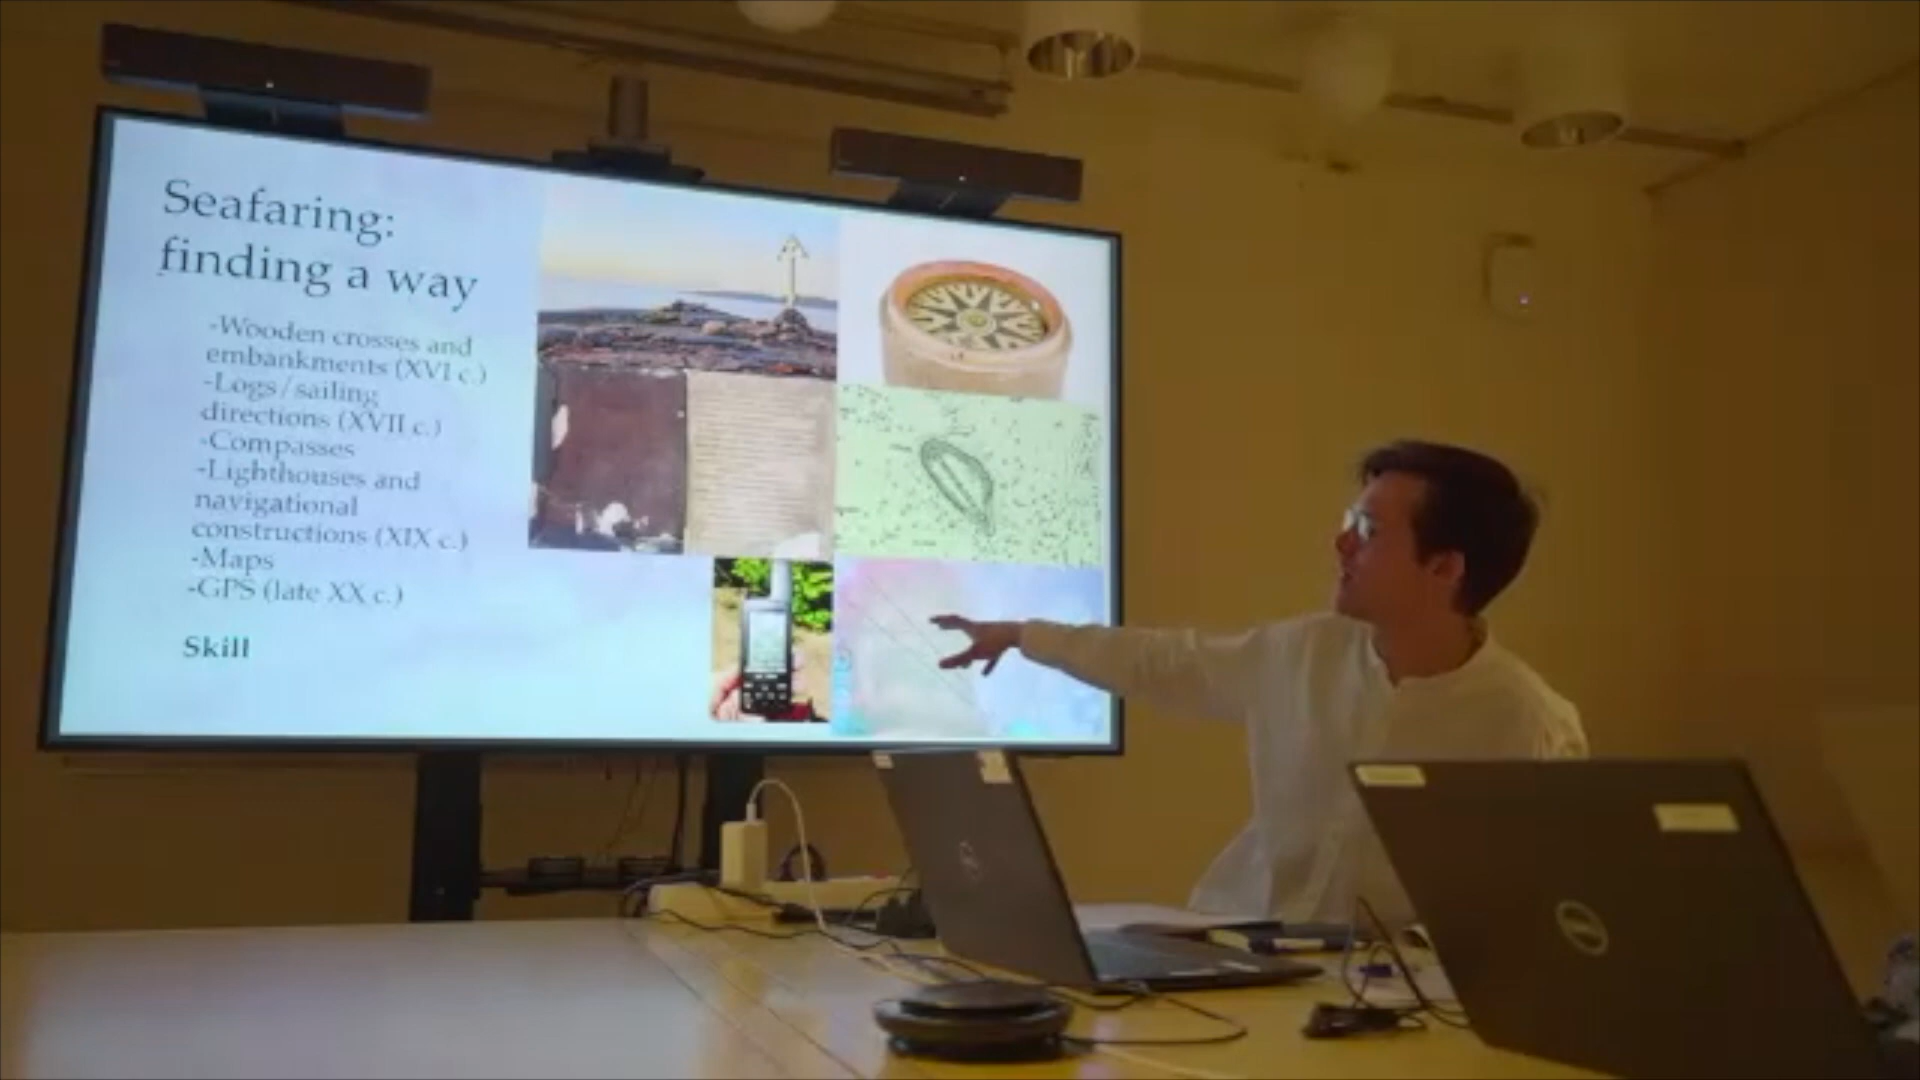 Seafaring:
finding a way
-Wooden crosses and
embankments (XVI c.)
-Logs/sailing
directions (XVII c.)
-Compasses
-Lighthouses and
navigational
constructions (XIX c.)
-Maps
-GPS (late XX c.)
Skill
DELL